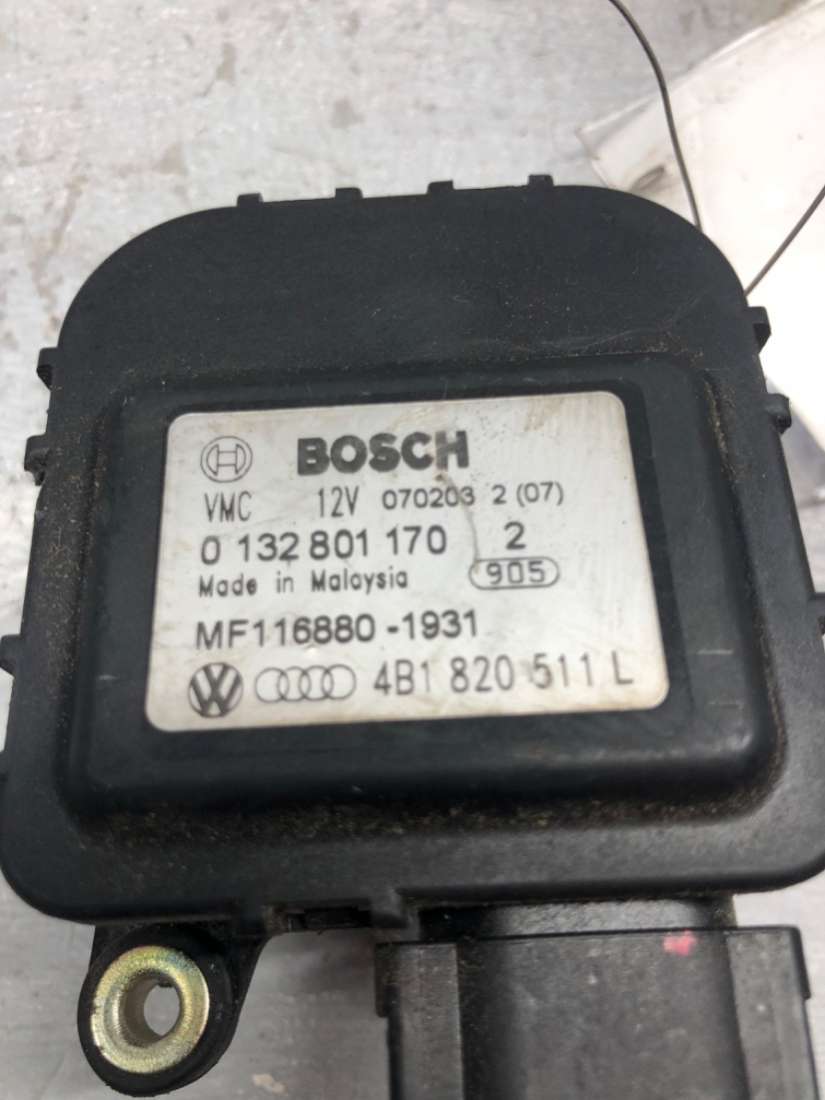 BOSCH
VMC 12V 070203 2 (07)
0 132 801 170 2
Made in Malaysia 905
MF116880-1931
VW 4B1 820 511 L